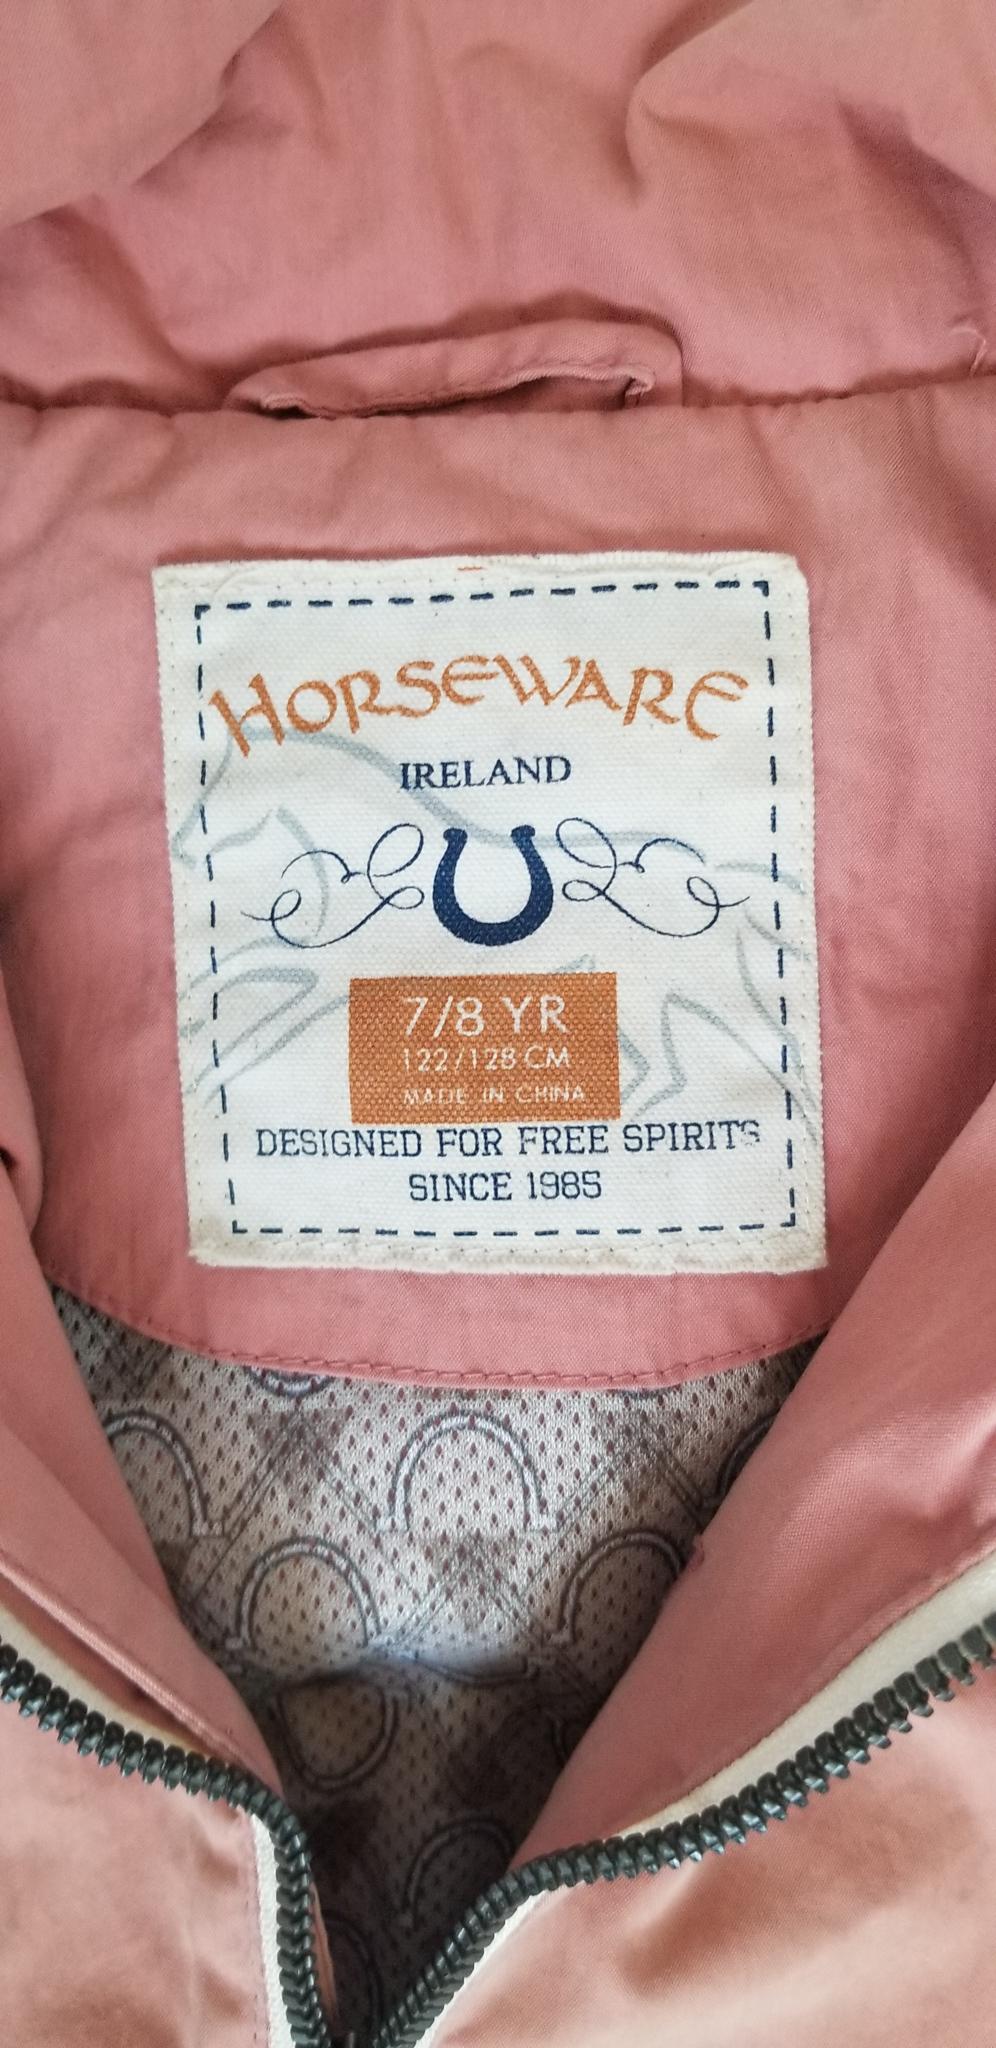 HORSEWARE
IRELAND
7/8 YR
122/128 CM
MADE IN CHINA
DESIGNED FOR FREE SPIRITS
SINCE 1985